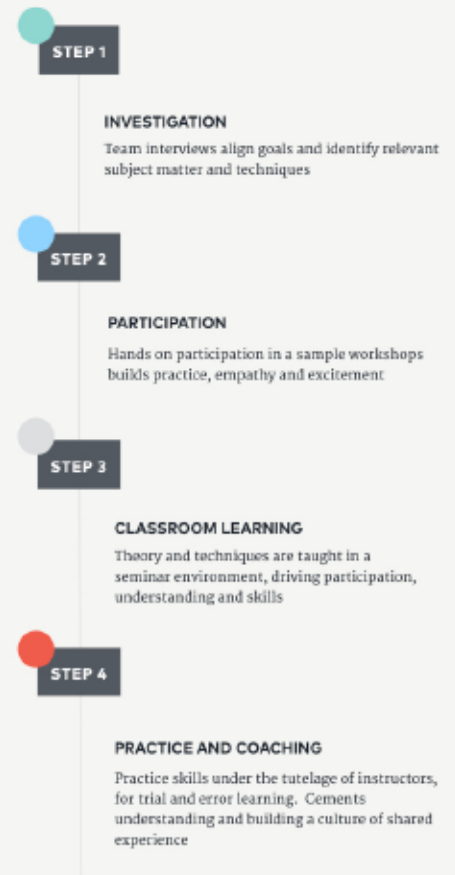 STEP 1
INVESTIGATION
Team interviews align goals and identify relevant
subject matter and techniques
STEP 2
PARTICIPATION
Hands on participation in a sample workshops
builds practice, empathy and excitement
STEP 3
CLASSROOM LEARNING
Theory and techniques are taught in a
seminar environment, driving participation,
understanding and skills
STEP 4
PRACTICE AND COACHING
Practice skills under the tutelage of instructors,
for trial and error learning.  Cements
understanding and building a culture of shared
experience